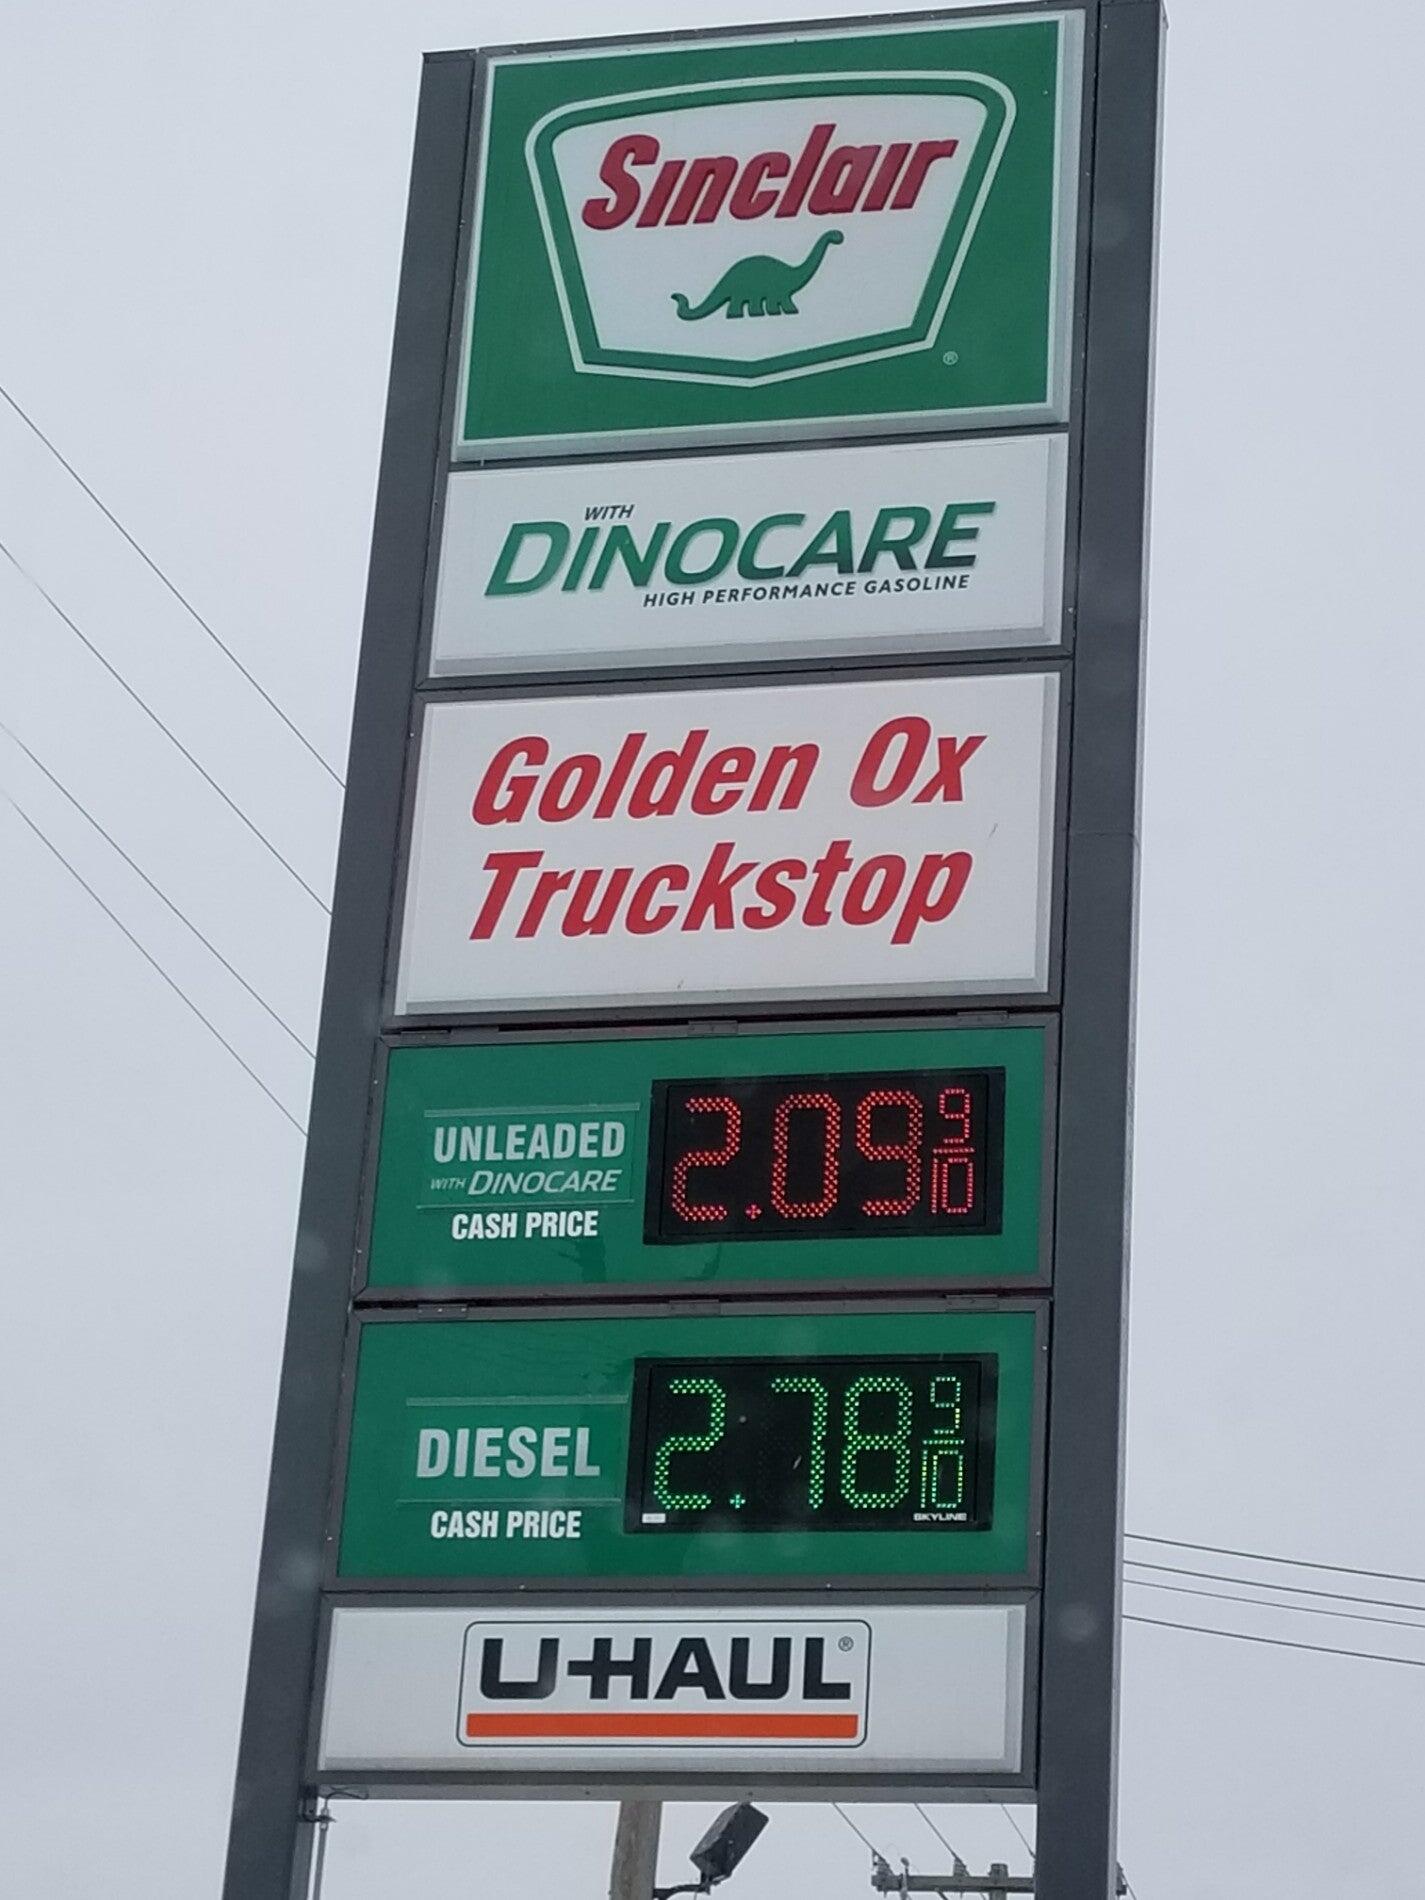 Sinclair
®
WITH
DINOCARE
HIGH PERFORMANCE GASOLINE
Golden Ox
Truckstop
UNLEADED
WITH DINOCARE
CASH PRICE
2.09 9/10
DIESEL
CASH PRICE
2.78 9/10
SKYLINE
U-HAUL®